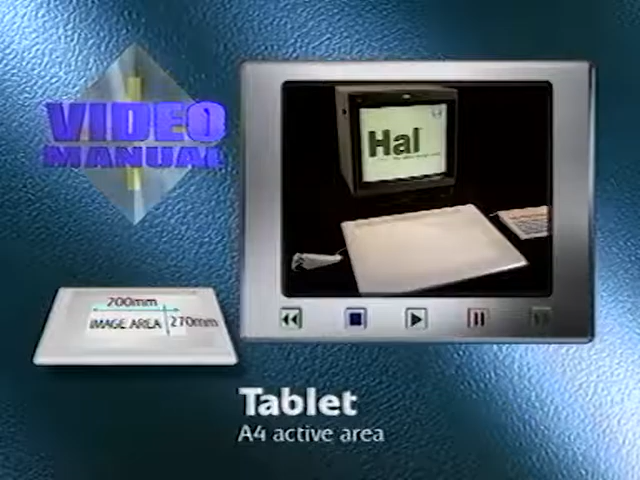 VIDEO
MANUAL
Hal
200mm
IMAGE AREA
270mm
Tablet
A4 active area